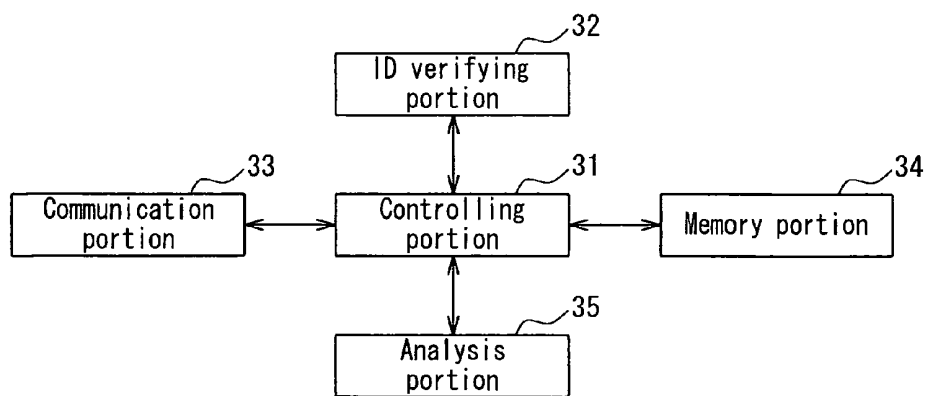 32
ID verifying
portion
33
31
34
Communication
portion
Controlling
portion
Memory portion
35
Analysis
portion